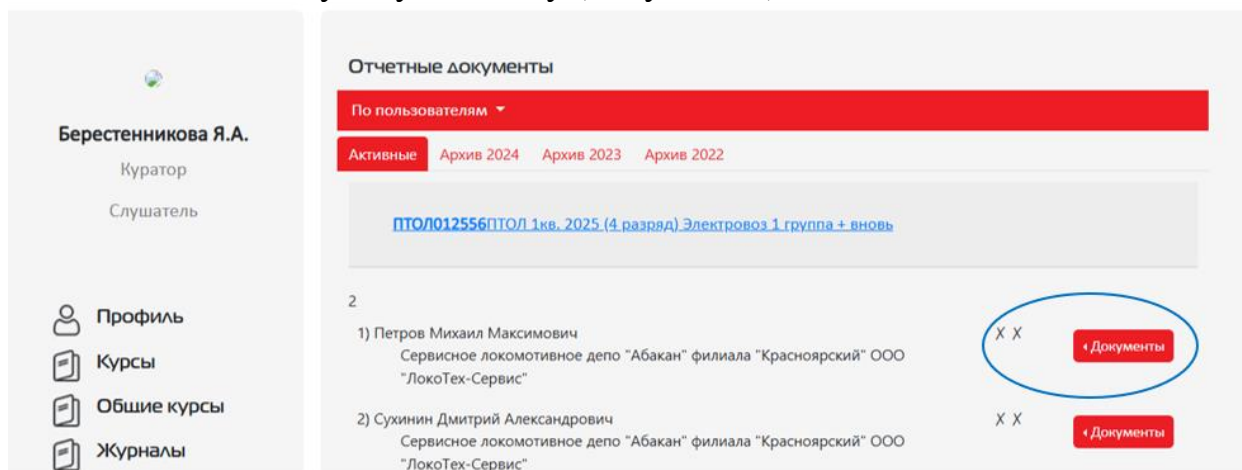 Берестенникова Я.А.
Куратор
Слушатель
Профиль
Курсы
Общие курсы
Журналы
Отчетные документы
По пользователям
Активные Архив 2024 Архив 2023 Архив 2022
ПТОЛ012556ПТОЛ 1кв. 2025 (4 разряд) Электровоз 1 группа + вновь
2
1) Петров Михаил Максимович X X Документы
Сервисное локомотивное депо "Абакан" филиала "Красноярский" ООО
"ЛокоТех-Сервис"
2) Сухинин Дмитрий Александрович X X Документы
Сервисное локомотивное депо "Абакан" филиала "Красноярский" ООО
"ЛокоТех-Сервис"